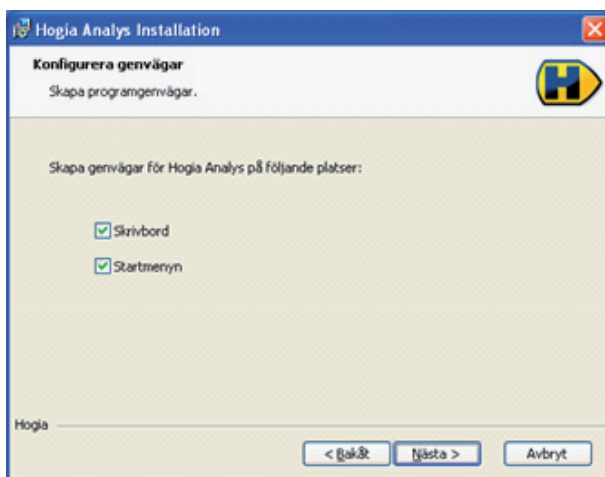 Hogia Analys Installation
Konfigurera genvägar
Skapa programgenvägar.
H
Skapa genvägar för Hogia Analys på följande platser:
Skrivbord
Startmenyn
Hogia
< Bakåt
Nästa >
Avbryt